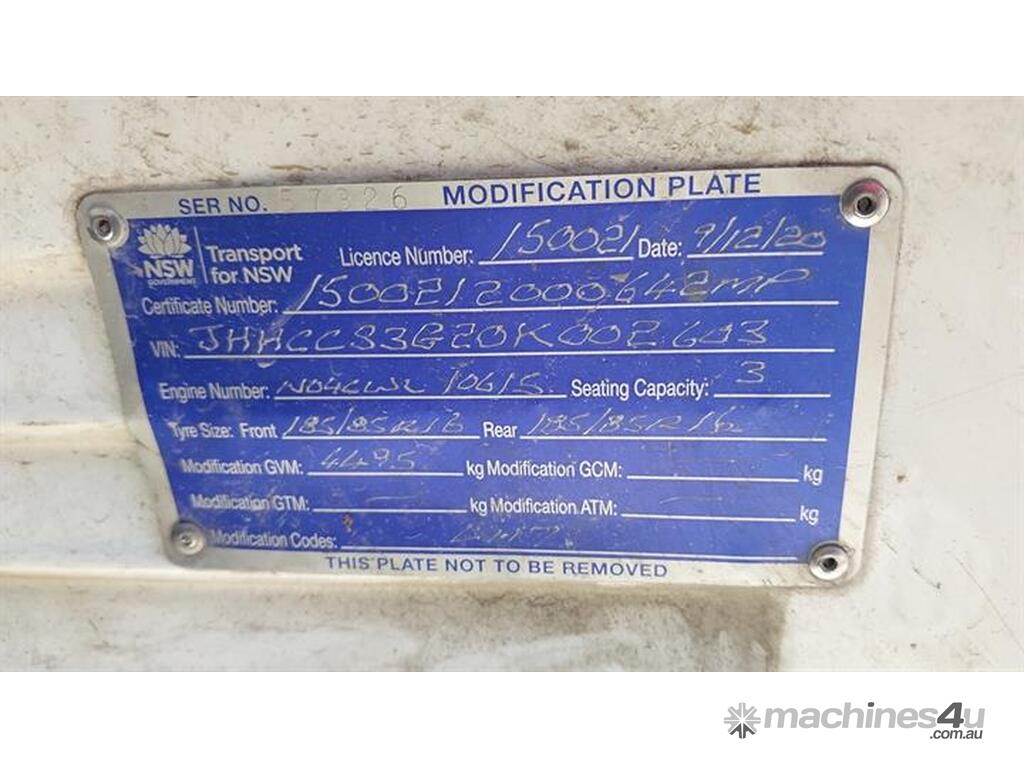 SER NO. 57326 MODIFICATION PLATE
NSW GOVERNMENT Transport for NSW Licence Number: 150021 Date: 9/12/20
Certificate Number: 1500212000642MP
VIN: JHHCCS3G20K002603
Engine Number: N04CWL 10615 Seating Capacity: 3
Tyre Size: Front 185/85R16 Rear 185/85R16
Modification GVM: 4495 kg Modification GCM: kg
Modification GTM: — kg Modification ATM: — kg
Modification Codes:
THIS PLATE NOT TO BE REMOVED
machines4u
.com.au